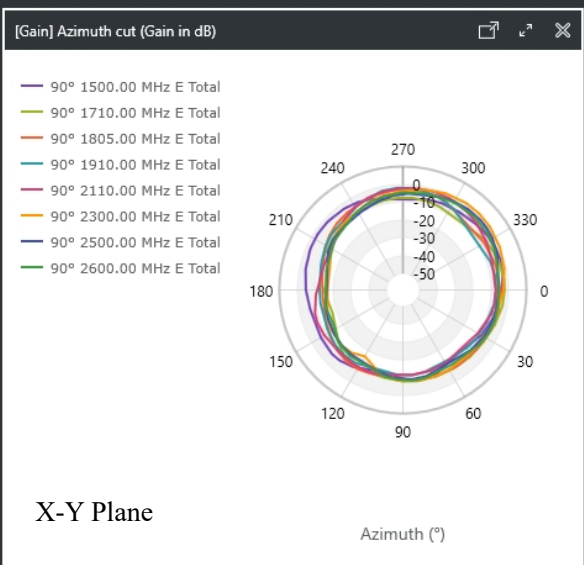 [Gain] Azimuth cut (Gain in dB)
90° 1500.00 MHz E Total
90° 1710.00 MHz E Total
90° 1805.00 MHz E Total
90° 1910.00 MHz E Total
90° 2110.00 MHz E Total
90° 2300.00 MHz E Total
90° 2500.00 MHz E Total
90° 2600.00 MHz E Total
270
240
300
0
-10
210
-20
330
-30
-40
-50
180
0
150
30
120
60
90
X-Y Plane
Azimuth (°)